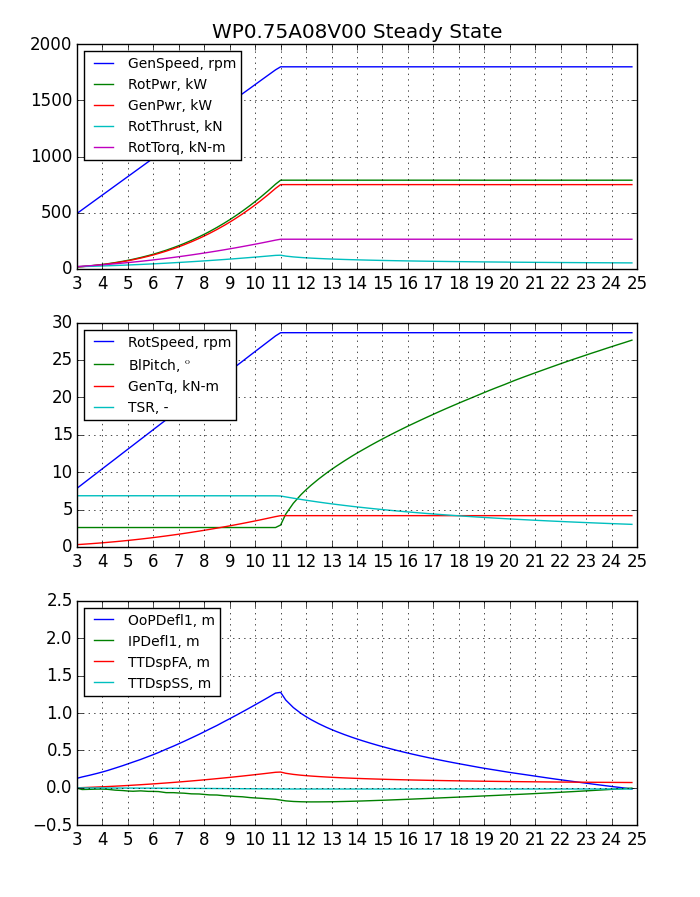 WP0.75A08V00 Steady State
2000
1500
1000
500
0
GenSpeed, rpm
RotPwr, kW
GenPwr, kW
RotThrust, kN
RotTorq, kN-m
3 4 5 6 7 8 9 10 11 12 13 14 15 16 17 18 19 20 21 22 23 24 25
30
25
20
15
10
5
0
RotSpeed, rpm
BlPitch, º
GenTq, kN-m
TSR, -
3 4 5 6 7 8 9 10 11 12 13 14 15 16 17 18 19 20 21 22 23 24 25
2.5
2.0
1.5
1.0
0.5
0.0
−0.5
OoPDefl1, m
IPDefl1, m
TTDspFA, m
TTDspSS, m
3 4 5 6 7 8 9 10 11 12 13 14 15 16 17 18 19 20 21 22 23 24 25